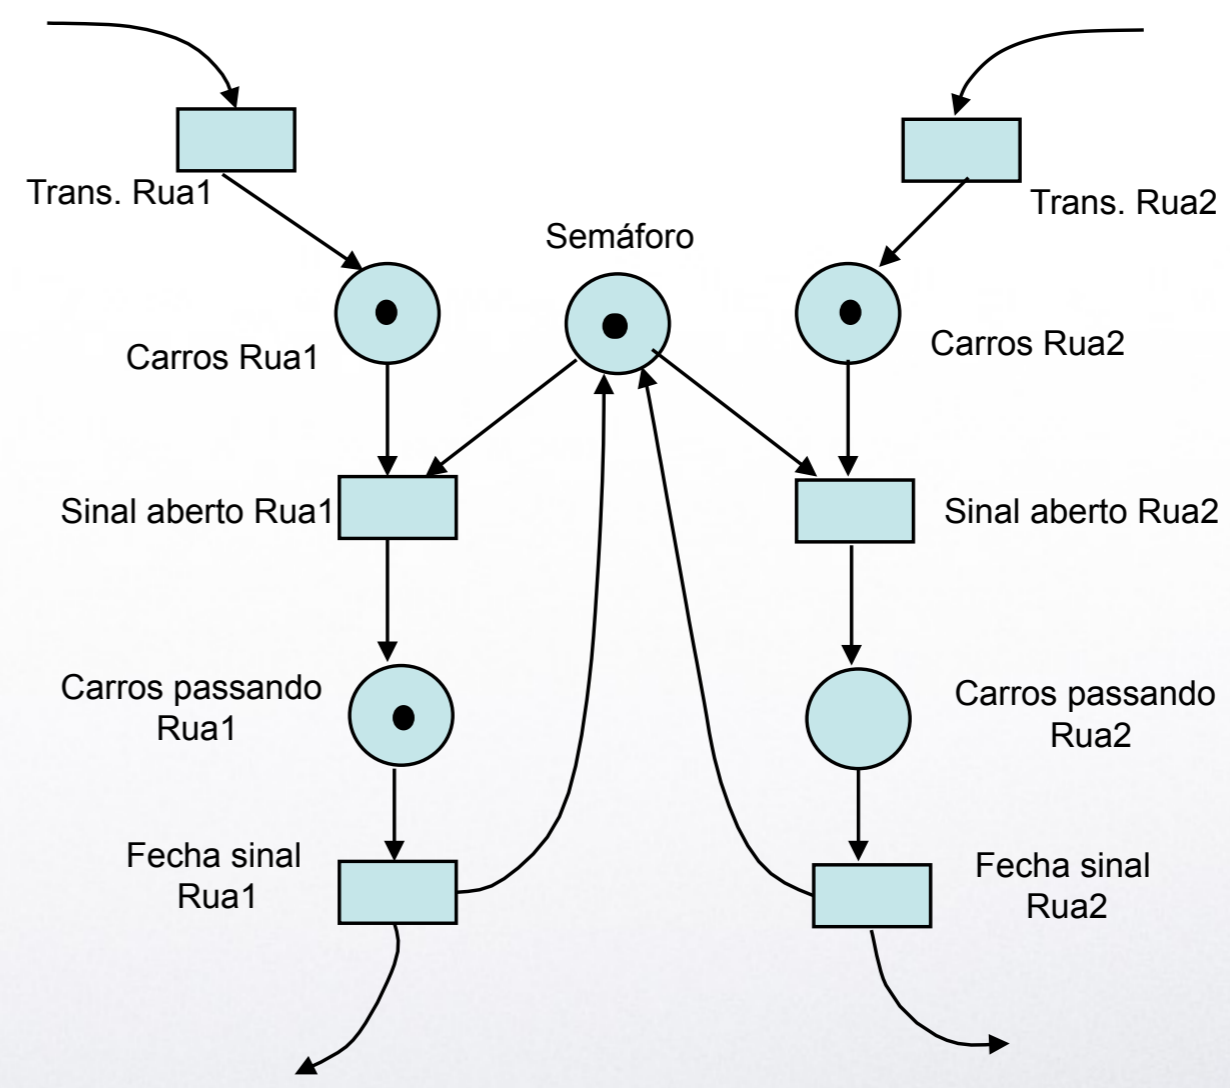 Trans. Rua1
Trans. Rua2
Semáforo
Carros Rua1
Carros Rua2
Sinal aberto Rua1
Sinal aberto Rua2
Carros passando
Rua1
Carros passando
Rua2
Fecha sinal
Rua1
Fecha sinal
Rua2